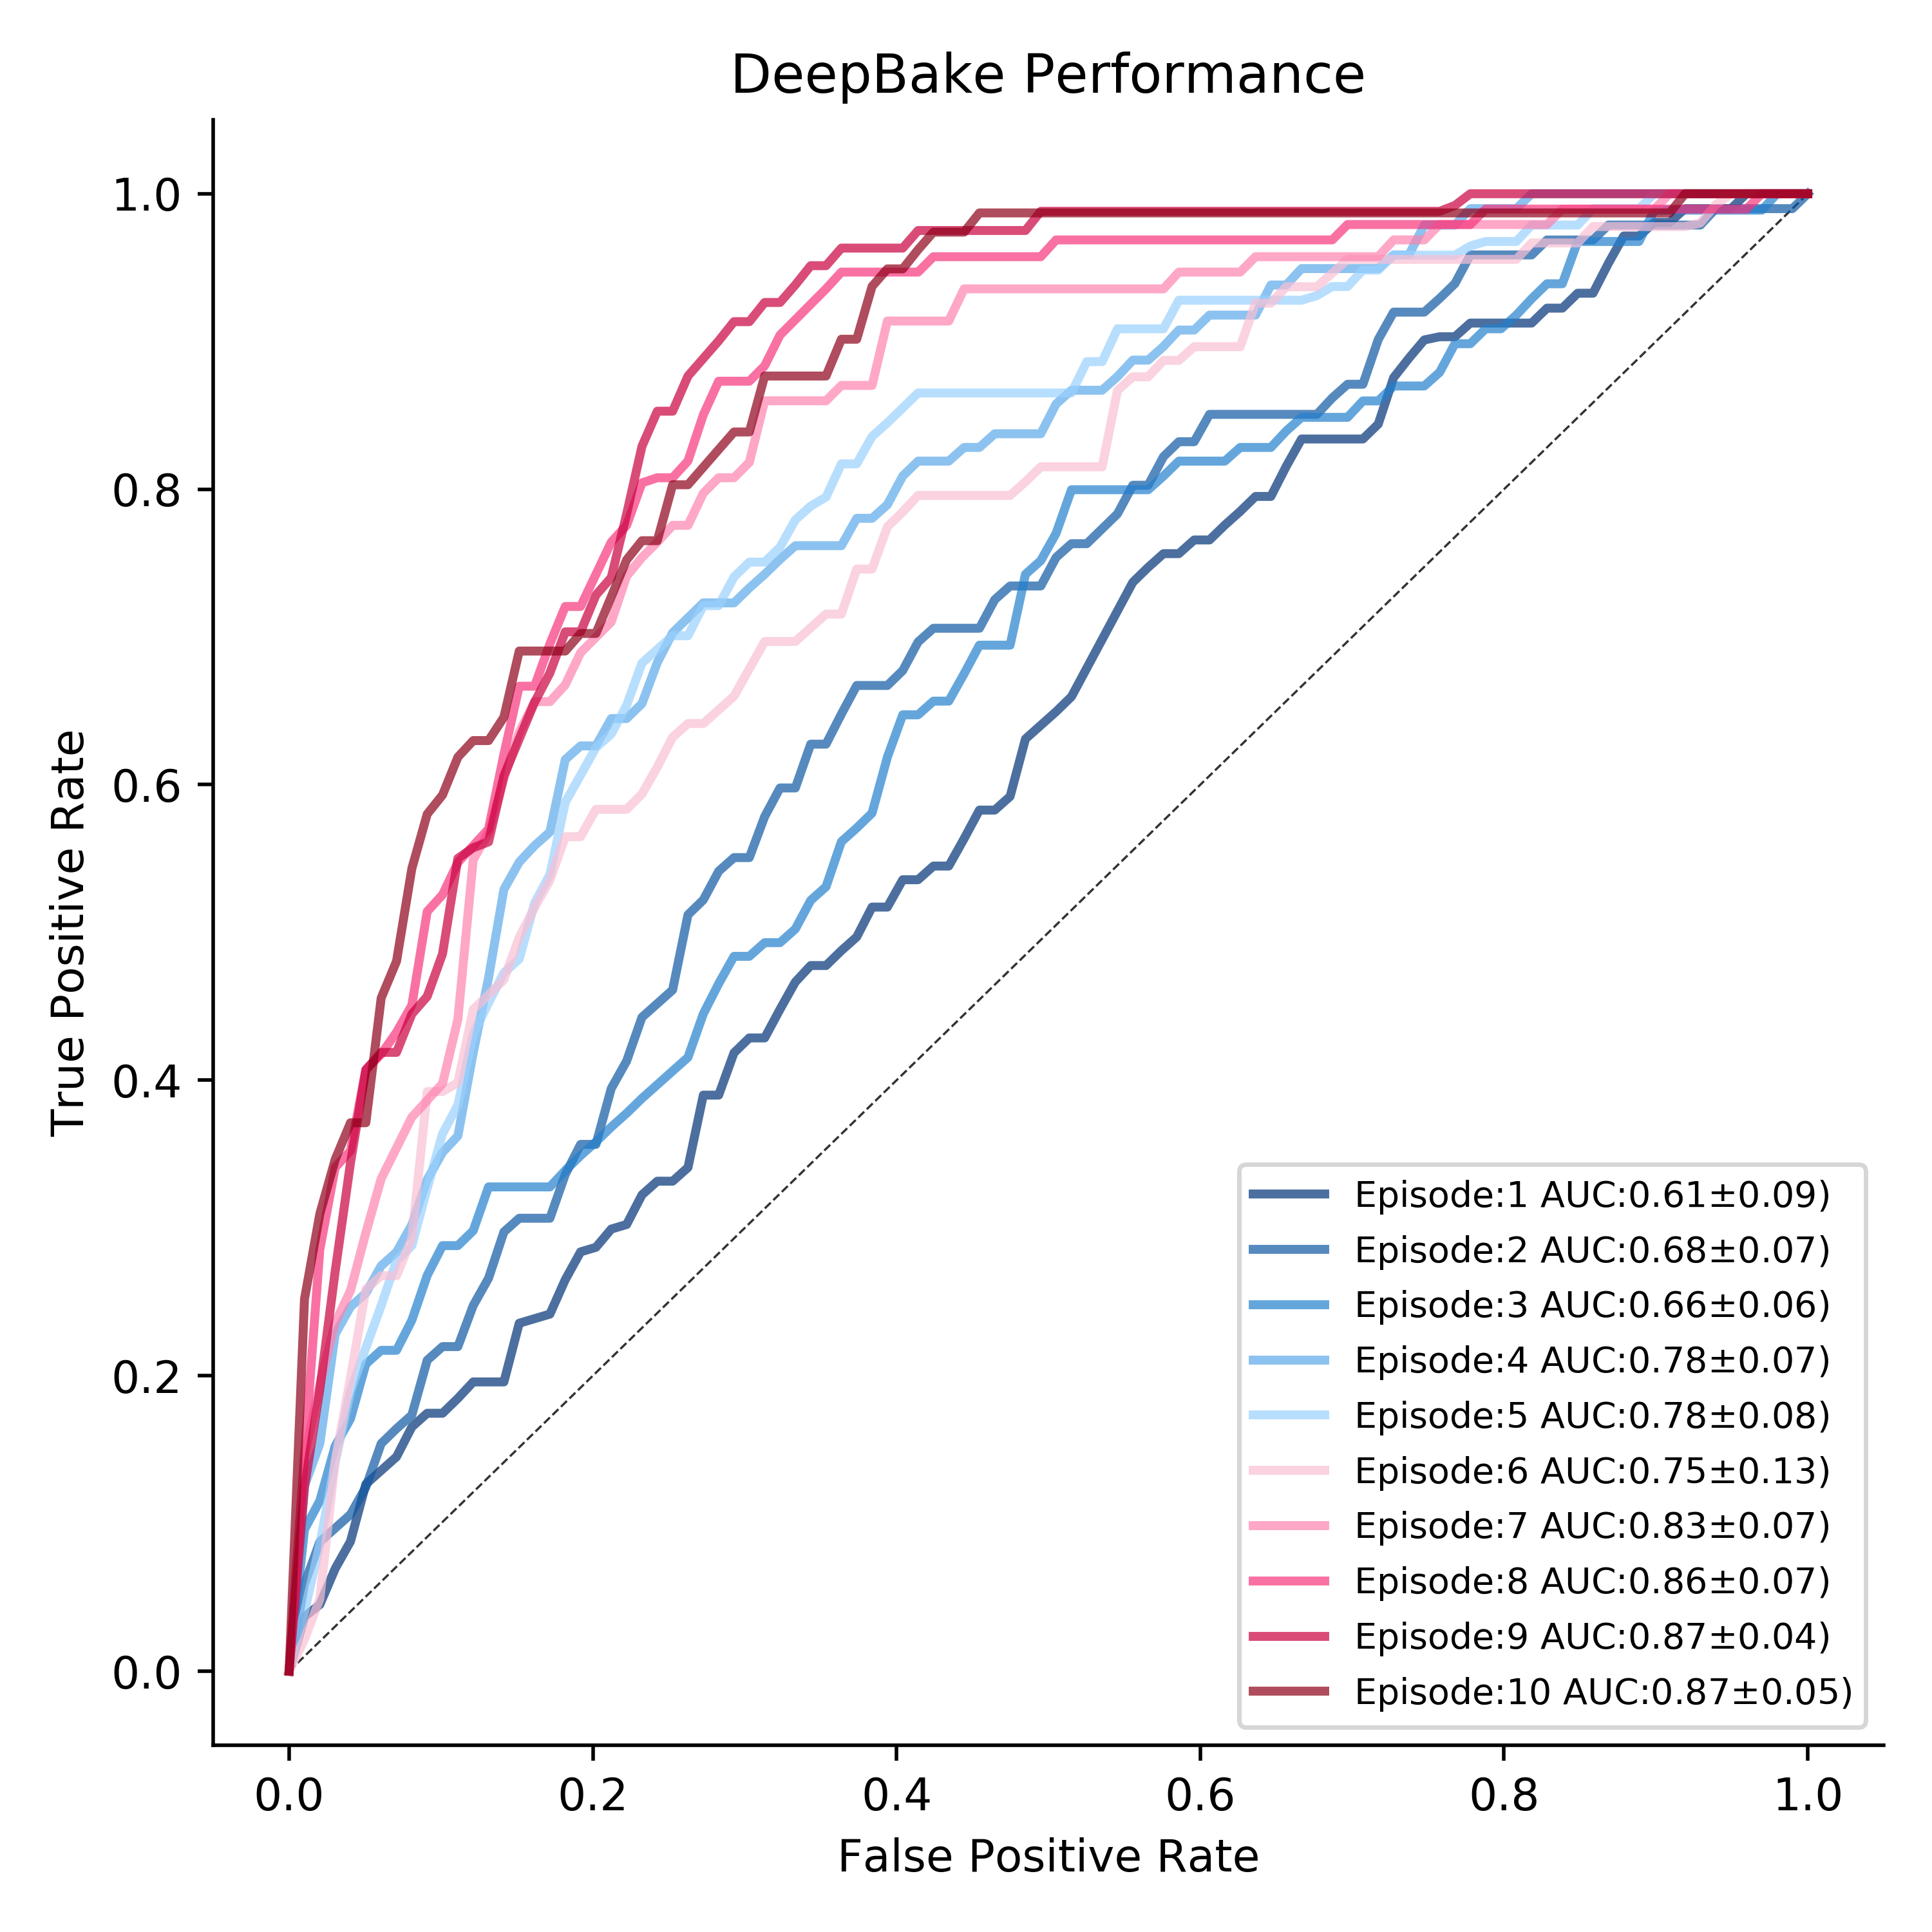 DeepBake Performance
1.0
0.8
0.6
0.4
0.2
0.0
True Positive Rate
Episode:1 AUC:0.61±0.09)
Episode:2 AUC:0.68±0.07)
Episode:3 AUC:0.66±0.06)
Episode:4 AUC:0.78±0.07)
Episode:5 AUC:0.78±0.08)
Episode:6 AUC:0.75±0.13)
Episode:7 AUC:0.83±0.07)
Episode:8 AUC:0.86±0.07)
Episode:9 AUC:0.87±0.04)
Episode:10 AUC:0.87±0.05)
0.0 0.2 0.4 0.6 0.8 1.0
False Positive Rate